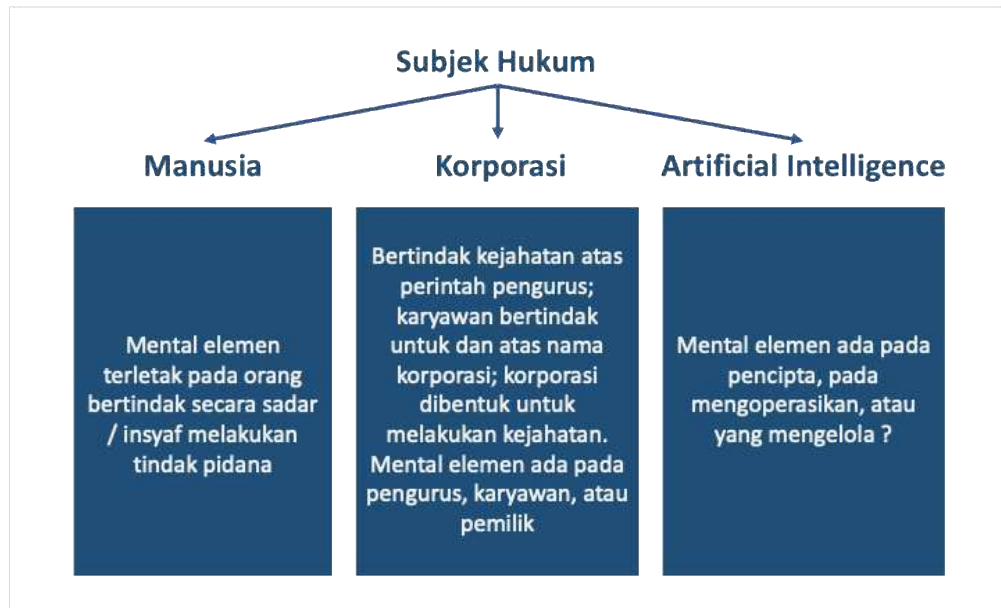 Subjek Hukum
Manusia
Korporasi
Artificial Intelligence
Mental elemen
terletak pada orang
bertindak secara sadar
/ insyaf melakukan
tindak pidana
Bertindak kejahatan atas
perintah pengurus;
karyawan bertindak
untuk dan atas nama
korporasi; korporasi
dibentuk untuk
melakukan kejahatan.
Mental elemen ada pada
pengurus, karyawan, atau
pemilik
Mental elemen ada pada
pencipta, pada
mengoperasikan, atau
yang mengelola ?